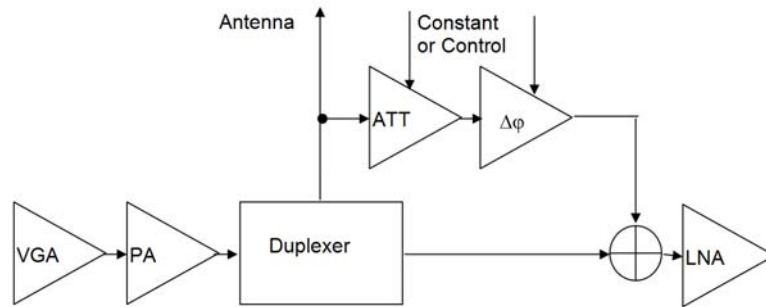 Antenna
Constant
or Control
ATT
Δφ
VGA
PA
Duplexer
LNA